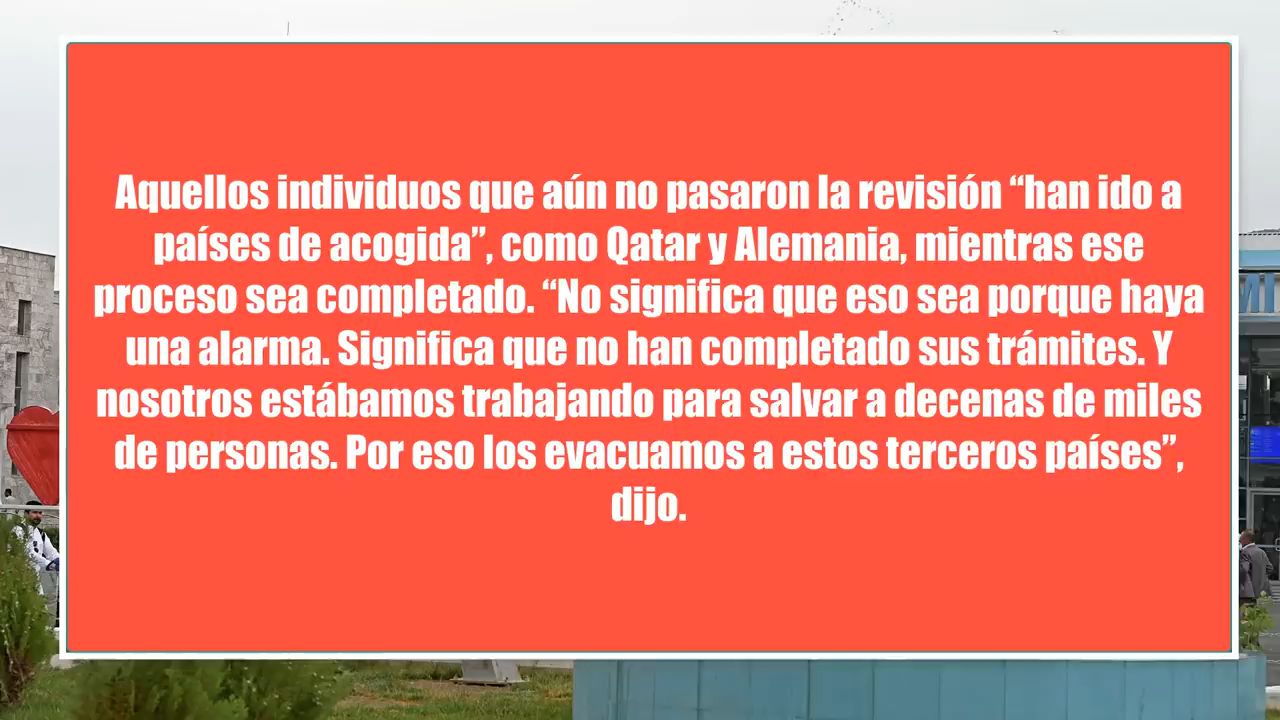 Aquellos individuos que aún no pasaron la revisión “han ido a
países de acogida”, como Qatar y Alemania, mientras ese
proceso sea completado. “No significa que eso sea porque haya
una alarma. Significa que no han completado sus trámites. Y
nosotros estábamos trabajando para salvar a decenas de miles
de personas. Por eso los evacuamos a estos terceros países”,
dijo.